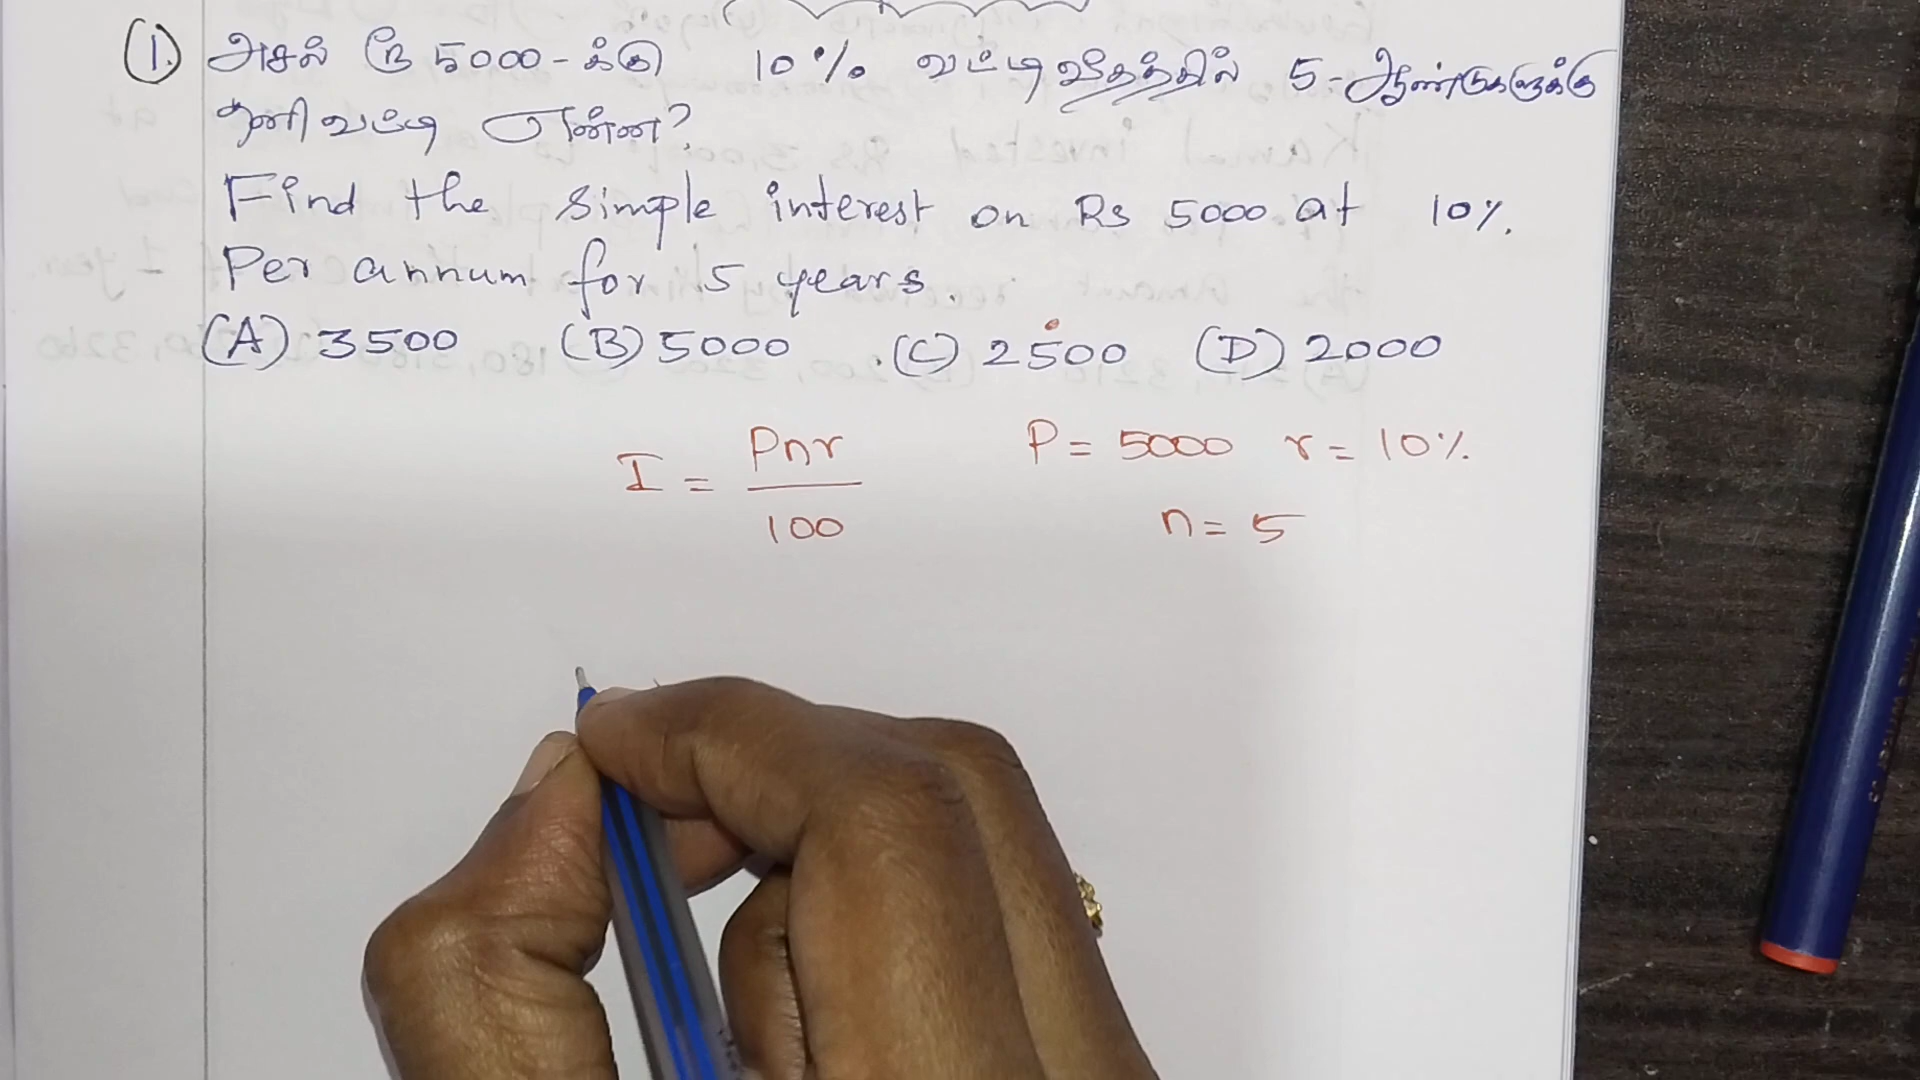 (1.) அசல் ரூ 5000-க்கு 10% வட்டி வீதத்தில் 5-ஆண்டுகளுக்கு
தனி வட்டி என்ன?
Find the simple interest on Rs 5000 at 10%.
Per annum for 5 years.
(A) 3500 (B) 5000 (C) 2500 (D) 2000
I = Pnr / 100 P = 5000 r = 10%
n = 5